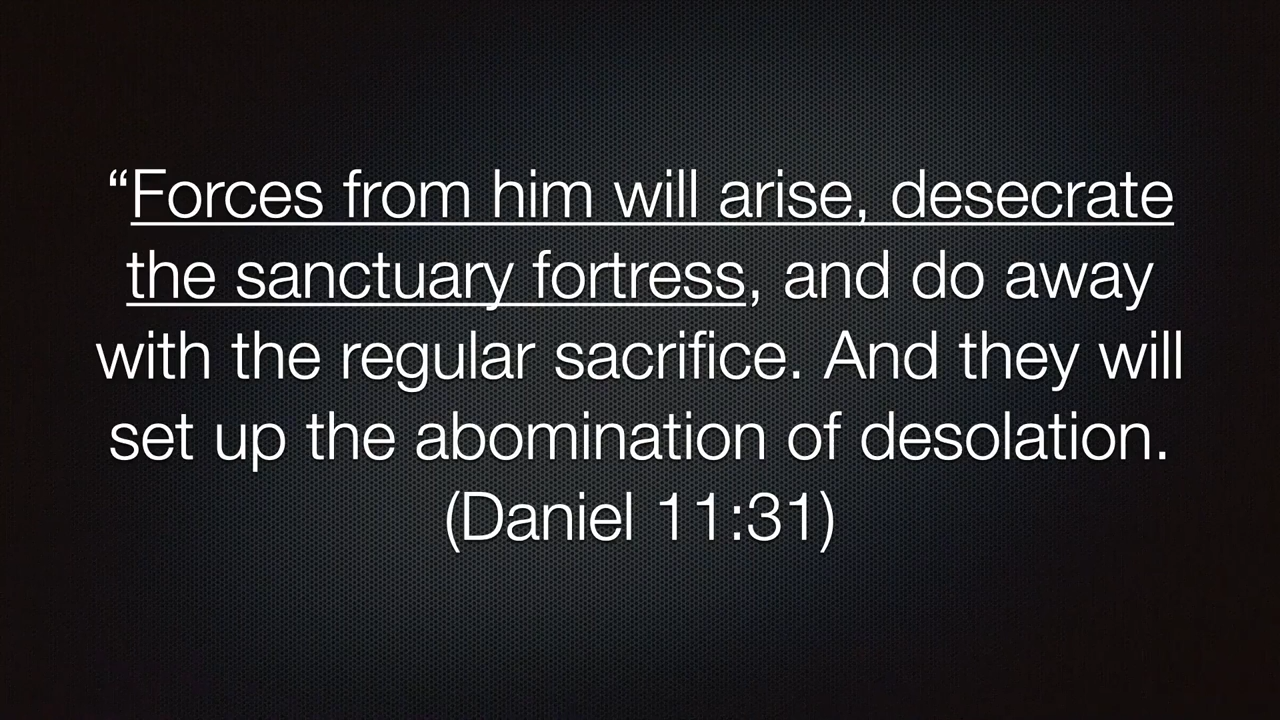 “Forces from him will arise, desecrate
the sanctuary fortress, and do away
with the regular sacrifice. And they will
set up the abomination of desolation.
(Daniel 11:31)